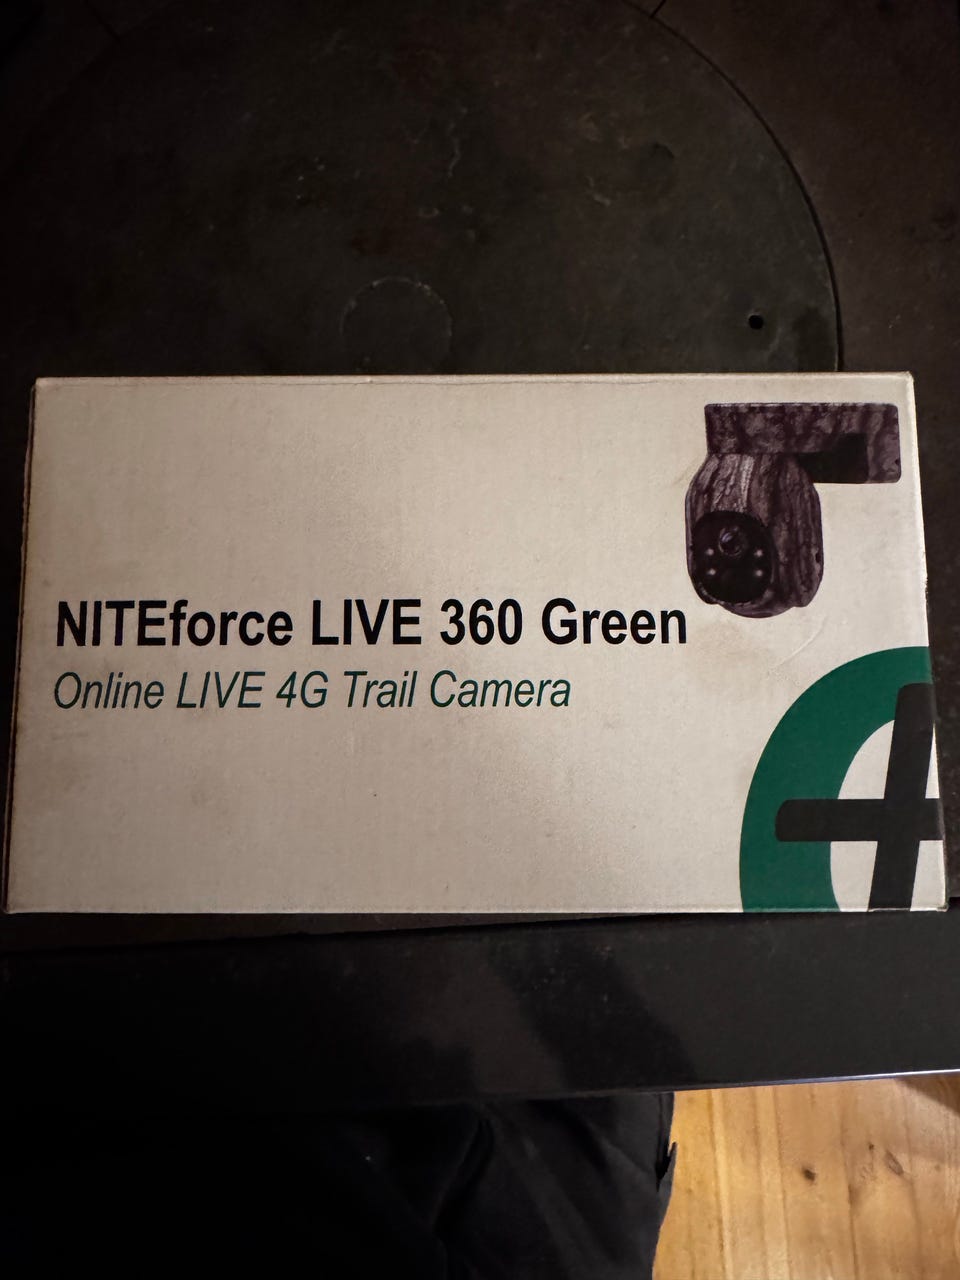 NITEforce LIVE 360 Green
Online LIVE 4G Trail Camera